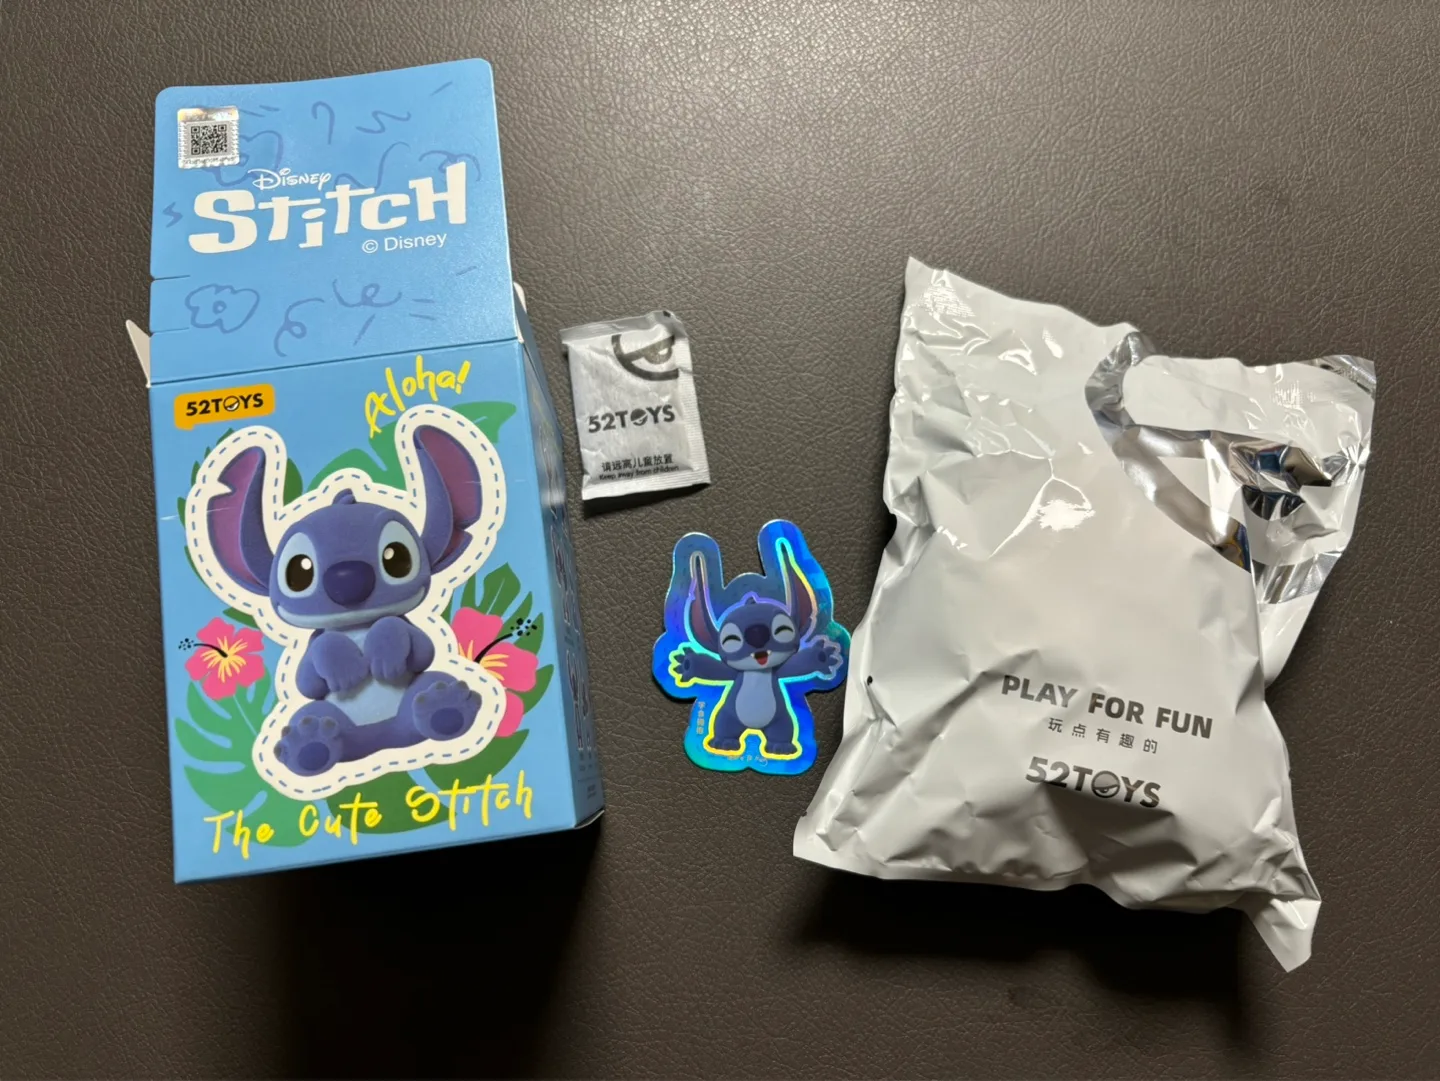 Disney
Stitch
© Disney
52TOYS
Aloha!
The Cute Stitch
52TOYS
请远离儿童放置
Keep away from children
PLAY FOR FUN
玩点有趣的
52TOYS